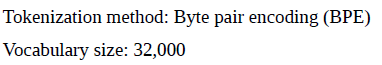 Tokenization method: Byte pair encoding (BPE)
Vocabulary size: 32,000